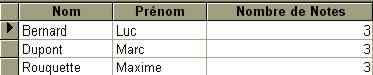 Nom Prénom Nombre de Notes
Bernard Luc 3
Dupont Marc 3
Rouquette Maxime 3